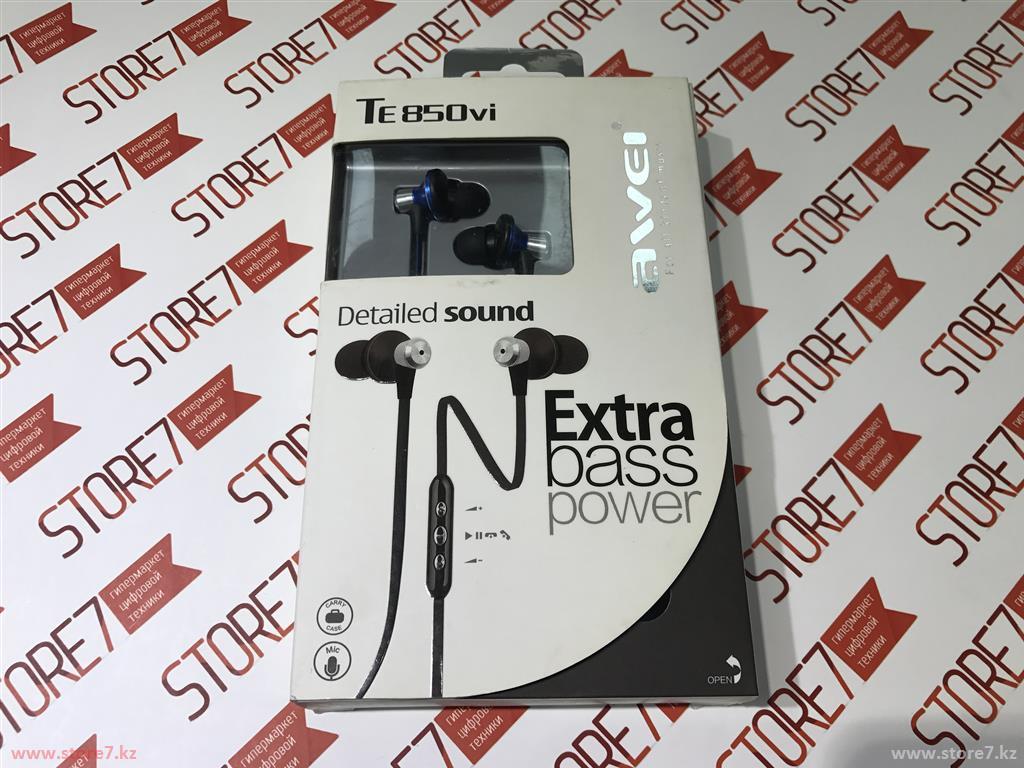 TE850vi
AWEI
Detailed sound
Extra
bass
power
CARRY
CASE
Mic
OPEN
STORE7
гипермаркет
цифровой
техники
www.store7.kz
www.store7.kz